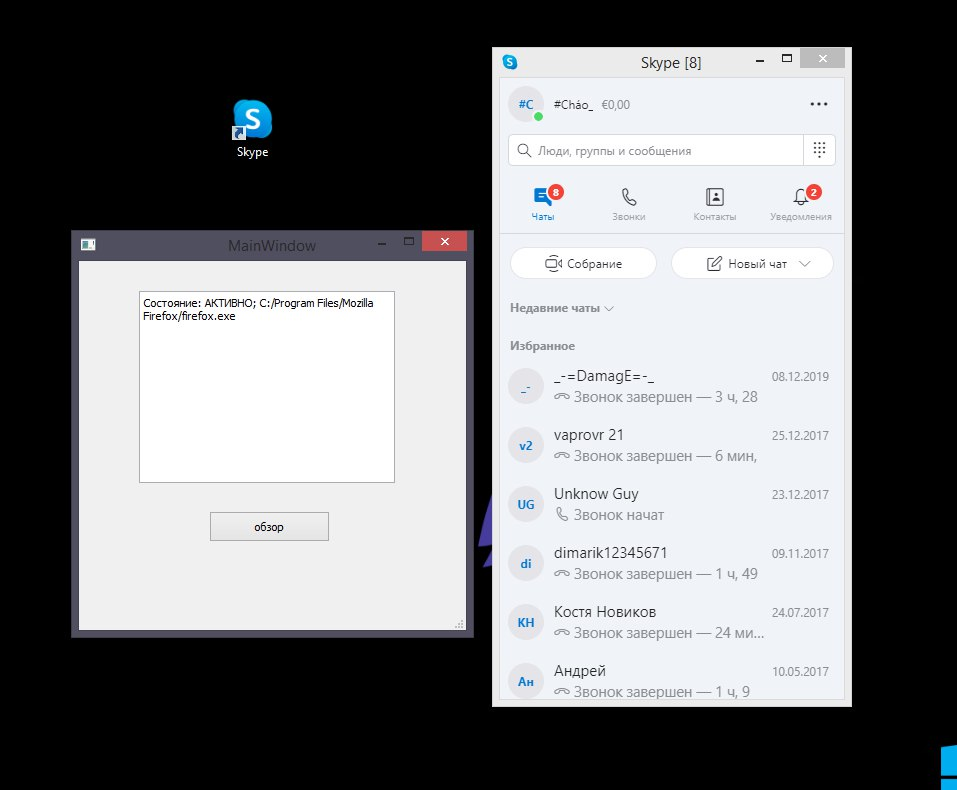 Skype
MainWindow
Состояние: АКТИВНО; C:/Program Files/Mozilla
Firefox/firefox.exe
обзор
Skype [8]
#C
#Cháo_ €0,00
Люди, группы и сообщения
8
2
Чаты
Звонки
Контакты
Уведомления
Собрание
Новый чат
Недавние чаты
Избранное
_-
_-=DamagE=-_ 08.12.2019
Звонок завершен — 3 ч, 28
v2
vaprovr 21 25.12.2017
Звонок завершен — 6 мин,
UG
Unknow Guy 23.12.2017
Звонок начат
di
dimarik12345671 09.11.2017
Звонок завершен — 1 ч, 49
КН
Костя Новиков 24.07.2017
Звонок завершен — 24 ми...
Ан
Андрей 10.05.2017
Звонок завершен — 1 ч, 9